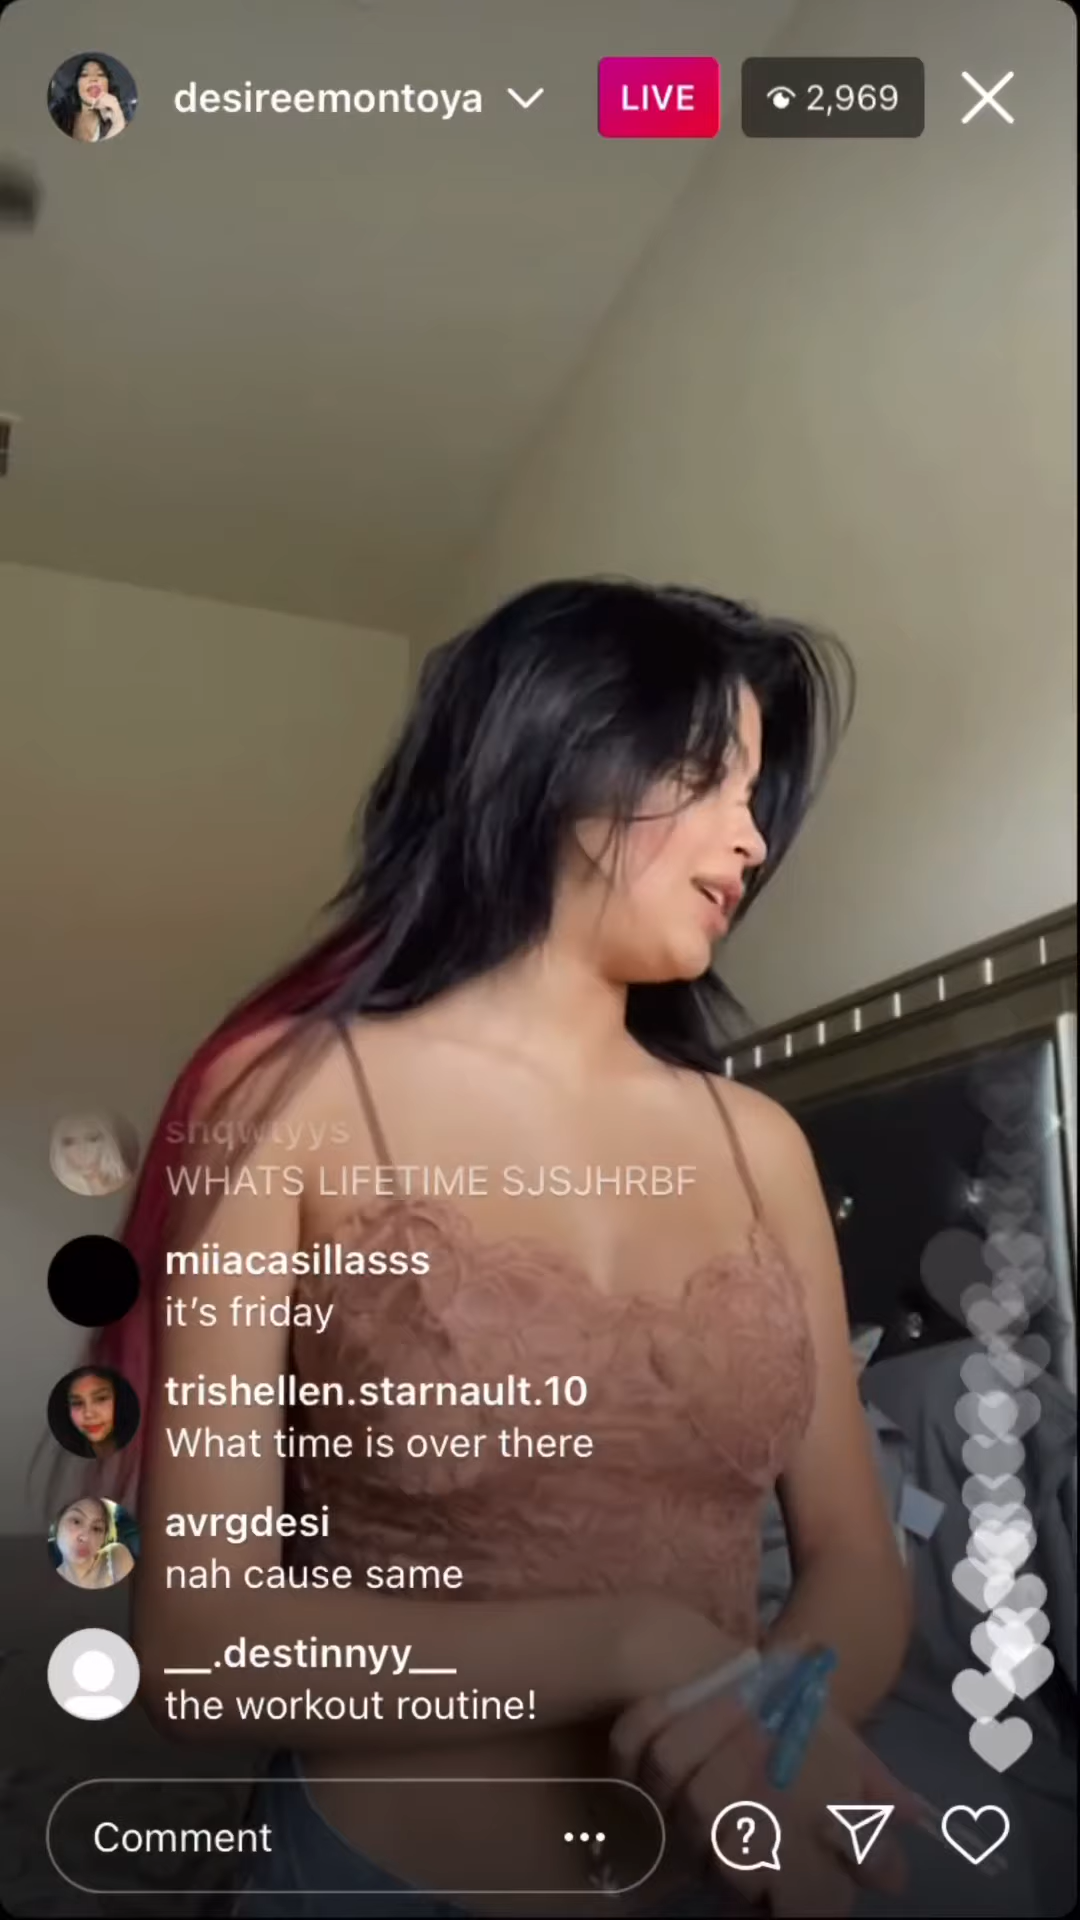 desireemontoya
LIVE
2,969
snqwtyys
WHATS LIFETIME SJSJHRBF
miiacasillasss
it’s friday
trishellen.starnault.10
What time is over there
avrgdesi
nah cause same
__.destinnyy__
the workout routine!
Comment